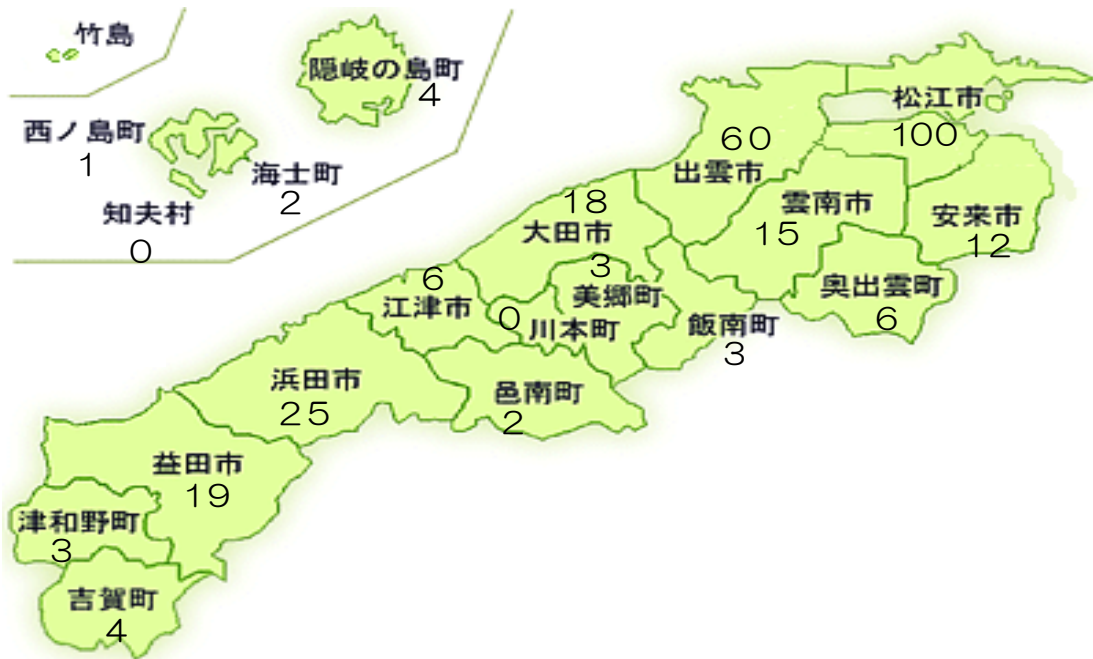 竹島
隠岐の島町
4
西ノ島町
1
海士町
2
知夫村
0
松江市
100
60
出雲市
雲南市
15
安来市
12
18
大田市
奥出雲町
6
3
美郷町
6
江津市
0
川本町
飯南町
3
浜田市
25
邑南町
2
益田市
19
津和野町
3
吉賀町
4